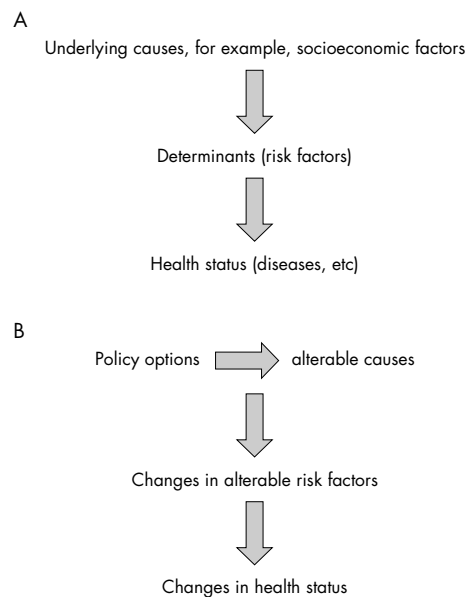 A
Underlying causes, for example, socioeconomic factors
Determinants (risk factors)
Health status (diseases, etc)
B
Policy options alterable causes
Changes in alterable risk factors
Changes in health status